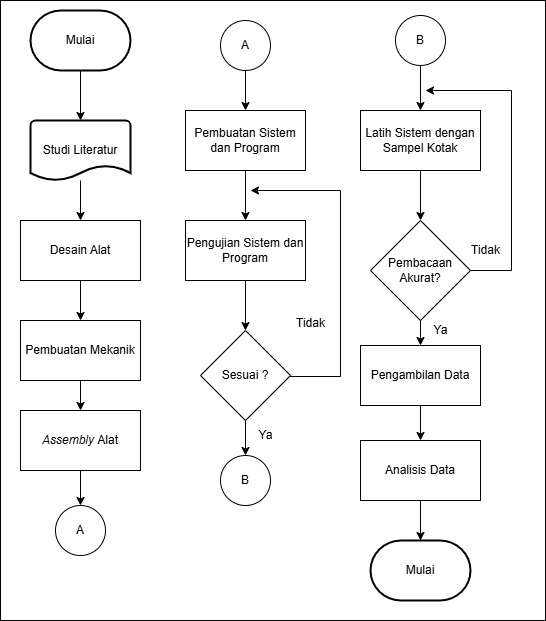 Mulai
Studi Literatur
Desain Alat
Pembuatan Mekanik
Assembly Alat
A
A
Pembuatan Sistem
dan Program
Pengujian Sistem dan
Program
Tidak
Sesuai ?
Ya
B
B
Latih Sistem dengan
Sampel Kotak
Tidak
Pembacaan
Akurat?
Ya
Pengambilan Data
Analisis Data
Mulai